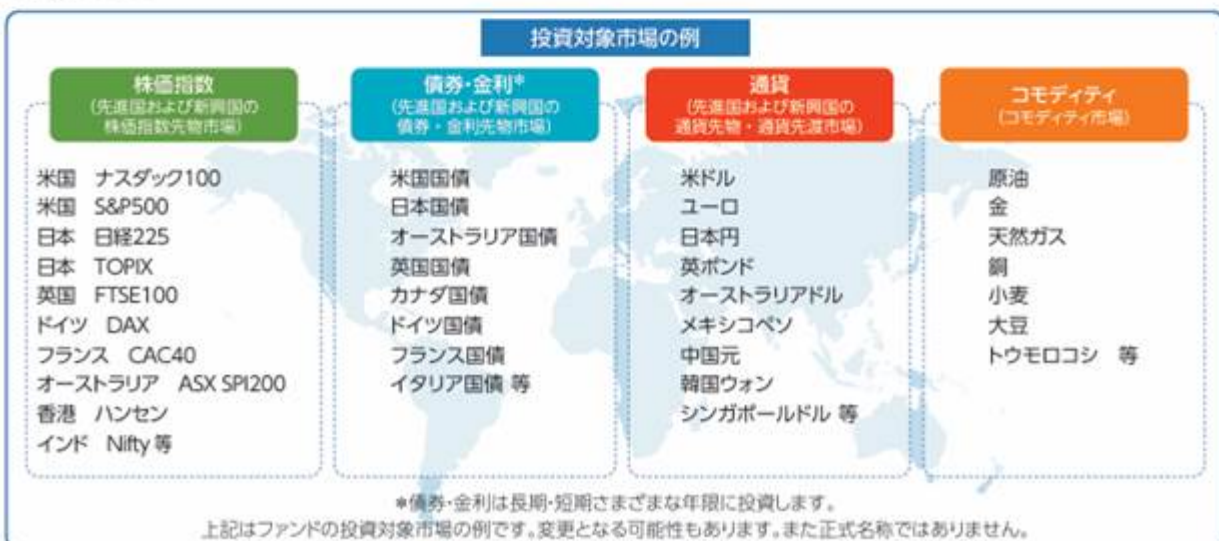 投資対象市場の例
株価指数
(先進国および新興国の
株価指数先物市場)
米国 ナスダック100
米国 S&P500
日本 日経225
日本 TOPIX
英国 FTSE100
ドイツ DAX
フランス CAC40
オーストラリア ASX SPI200
香港 ハンセン
インド Nifty 等
債券・金利*
(先進国および新興国の
債券・金利先物市場)
米国国債
日本国債
オーストラリア国債
英国国債
カナダ国債
ドイツ国債
フランス国債
イタリア国債 等
通貨
(先進国および新興国の
通貨先物・通貨先渡市場)
米ドル
ユーロ
日本円
英ポンド
オーストラリアドル
メキシコペソ
中国元
韓国ウォン
シンガポールドル 等
コモディティ
(コモディティ市場)
原油
金
天然ガス
銅
小麦
大豆
トウモロコシ 等
*債券・金利は長期・短期さまざまな年限に投資します。
上記はファンドの投資対象市場の例です。変更となる可能性もあります。また正式名称ではありません。